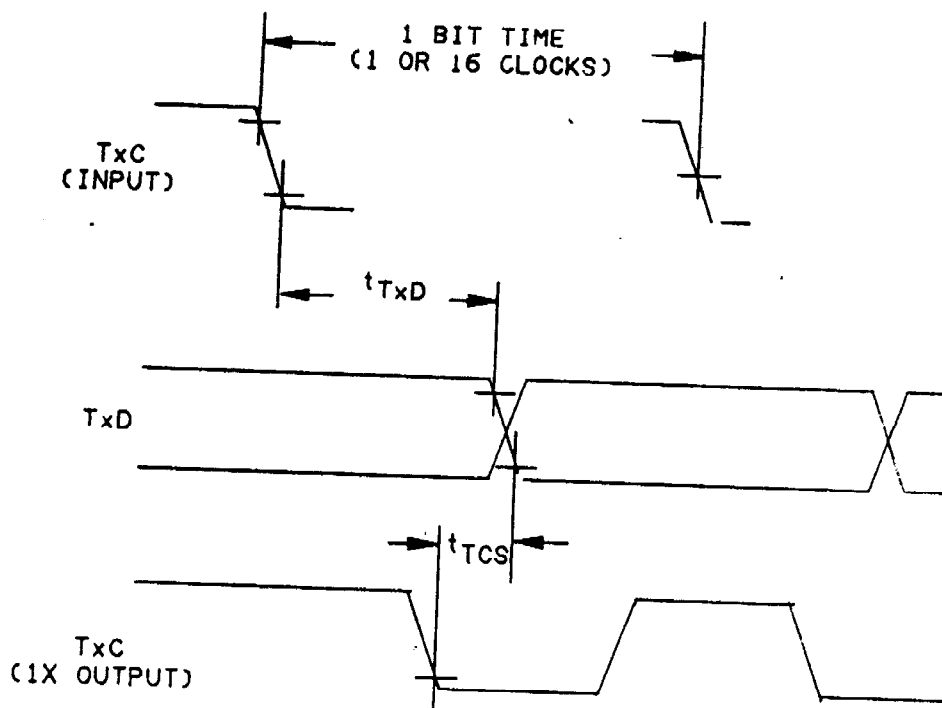 1 BIT TIME
(1 OR 16 CLOCKS)
TxC
(INPUT)
tTxD
TxD
tTCS
TxC
(1X OUTPUT)